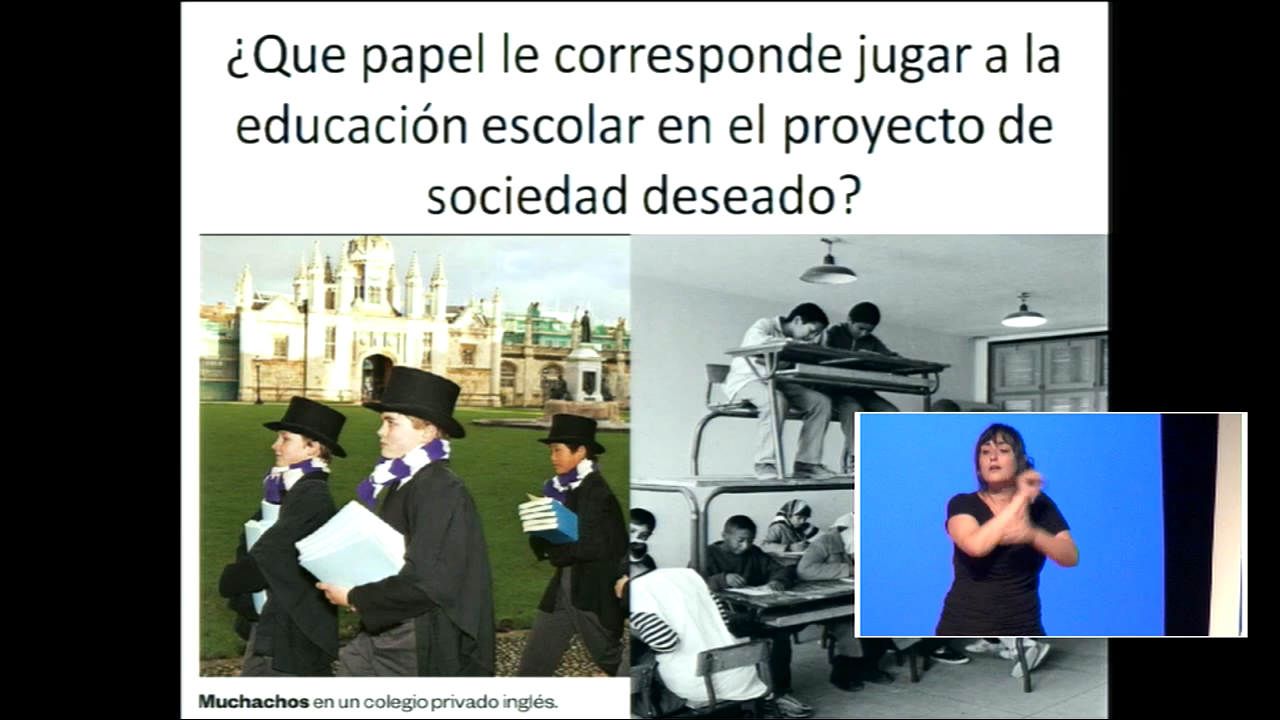 ¿Que papel le corresponde jugar a la
educación escolar en el proyecto de
sociedad deseado?
Muchachos en un colegio privado inglés.